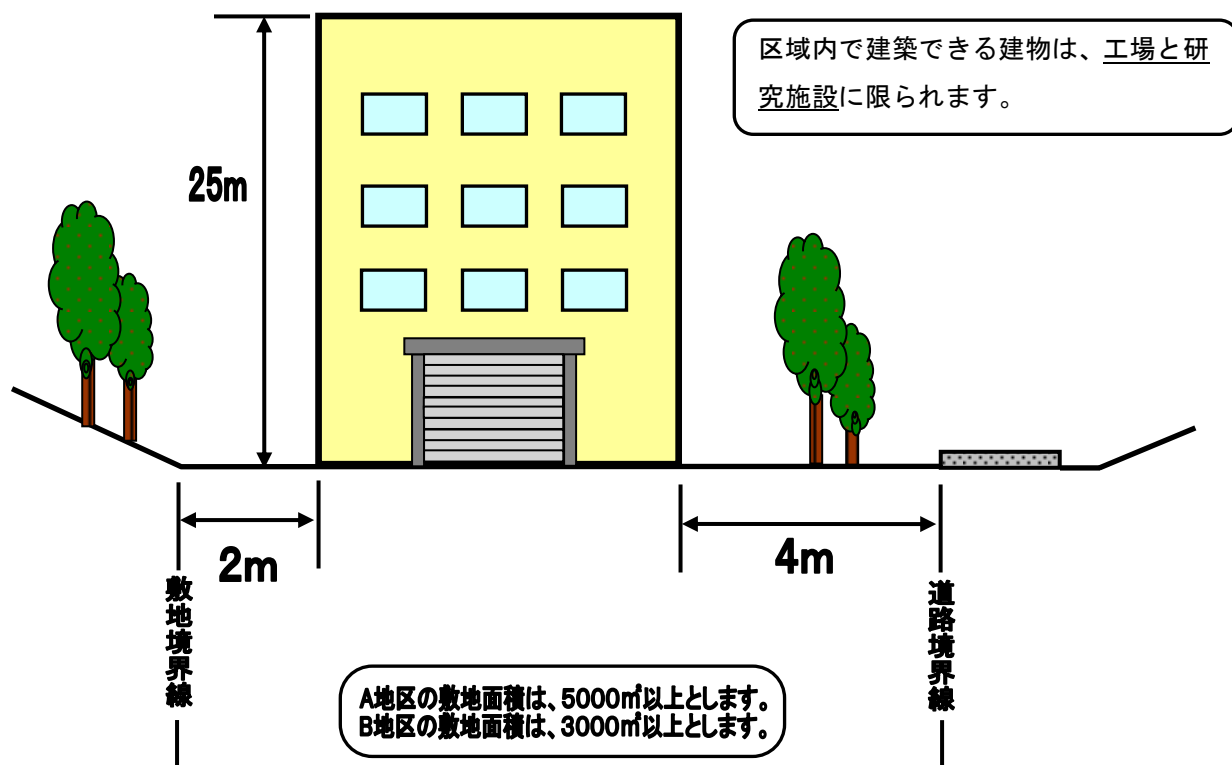 区域内で建築できる建物は、工場と研
究施設に限られます。
25m
2m
4m
敷地境界線
道路境界線
A地区の敷地面積は、5000㎡以上とします。
B地区の敷地面積は、3000㎡以上とします。